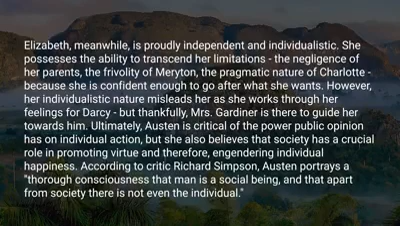 Elizabeth, meanwhile, is proudly independent and individualistic. She
possesses the ability to transcend her limitations - the negligence of
her parents, the frivolity of Meryton, the pragmatic nature of Charlotte -
because she is confident enough to go after what she wants. However,
her individualistic nature misleads her as she works through her
feelings for Darcy - but thankfully, Mrs. Gardiner is there to guide her
towards him. Ultimately, Austen is critical of the power public opinion
has on individual action, but she also believes that society has a crucial
role in promoting virtue and therefore, engendering individual
happiness. According to critic Richard Simpson, Austen portrays a
"thorough consciousness that man is a social being, and that apart
from society there is not even the individual."